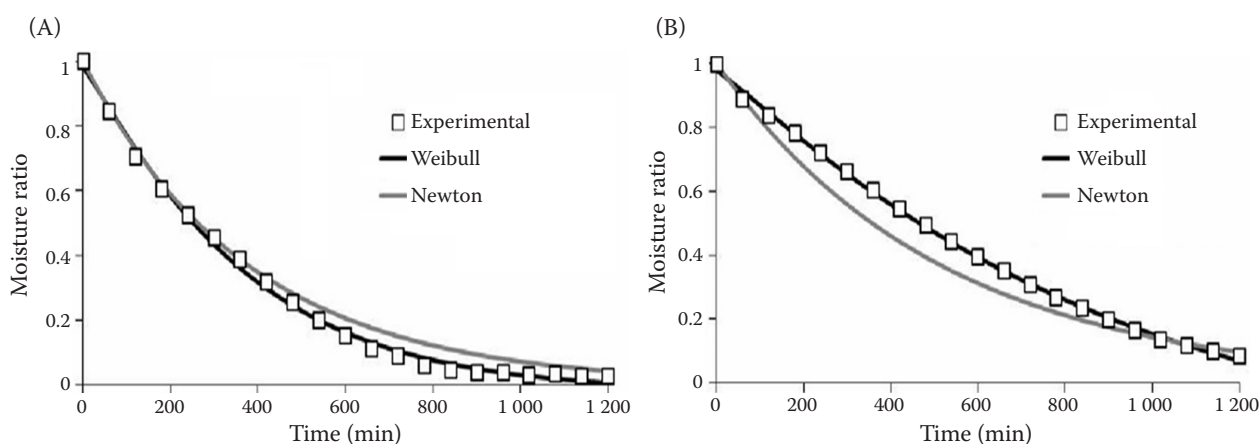 (A)
1
0.8
0.6
0.4
0.2
0
Moisture ratio
Experimental
Weibull
Newton
0 200 400 600 800 1 000 1 200
Time (min)
(B)
1
0.8
0.6
0.4
0.2
0
Moisture ratio
Experimental
Weibull
Newton
0 200 400 600 800 1 000 1 200
Time (min)